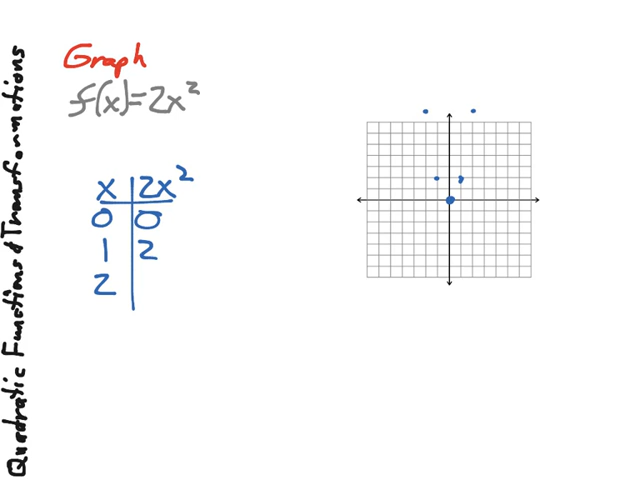 Quadratic Functions & Transformations
Graph
f(x)=2x²
x 2x²
0 0
1 2
2